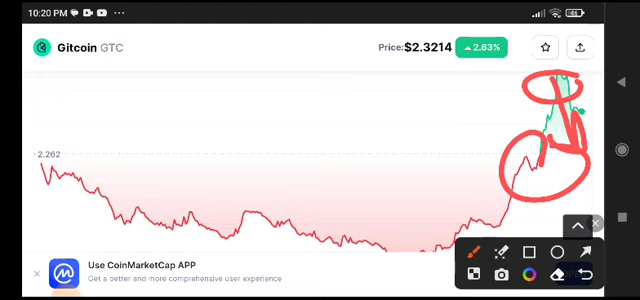 10:20 PM
Gitcoin GTC
Price: $2.3214
2.63%
2.262
Use CoinMarketCap APP
Get a better and more comprehensive user experience